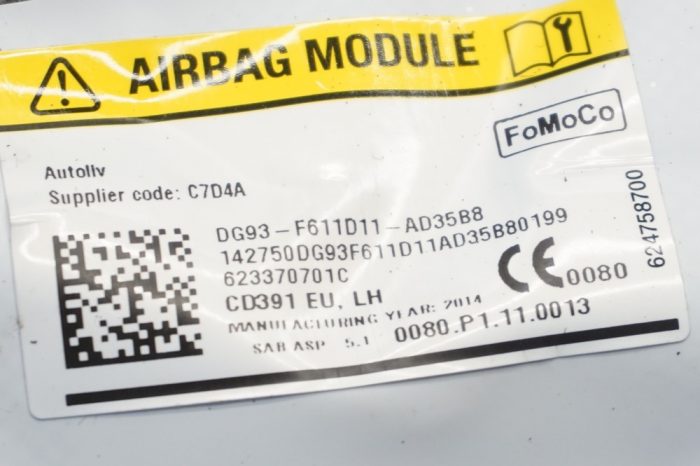 AIRBAG MODULE
FoMoCo
Autoliv
Supplier code: C7D4A
DG93-F611D11-AD35B8
142750DG93F611D11AD35B80199
623370701C
CE 0080
CD391 EU, LH
MANUFACTURING YEAR: 2014
SAB ASP 5.1 0080.P1.11.0013
624758700